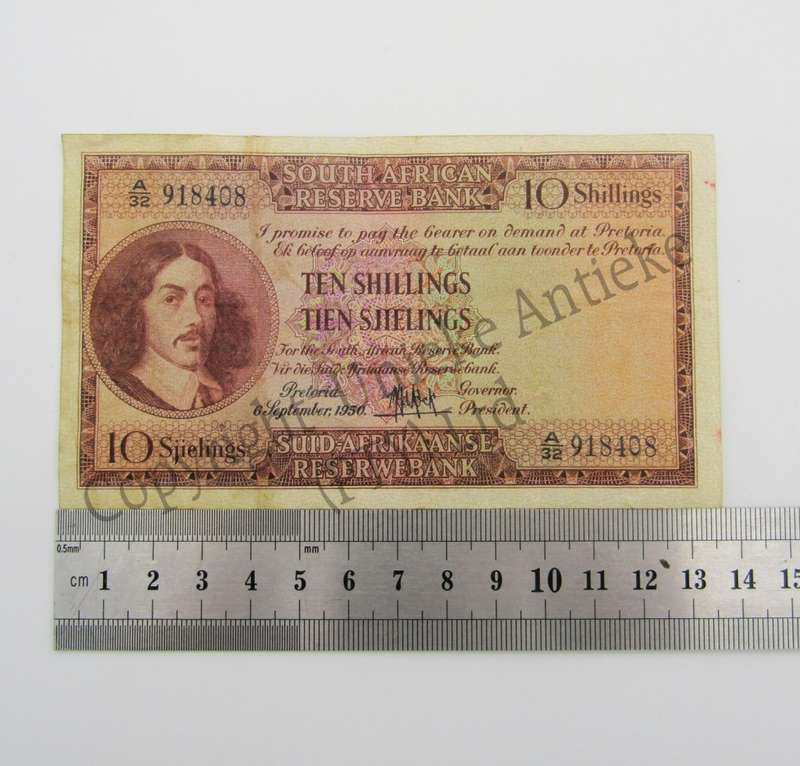 A/32 918408
SOUTH AFRICAN
RESERVE BANK
10 Shillings
I promise to pay the bearer on demand at Pretoria.
Ek beloof op aanvraag te betaal aan toonder te Pretoria.
TEN SHILLINGS
TIEN SJIELINGS
For the South African Reserve Bank.
Vir die Suid-Afrikaanse Reserwebank.
Pretoria
Governor.
6 September, 1950.
President.
10 Sjielings
SUID-AFRIKAANSE
RESERWEBANK
A/32 918408
Copyright Unieke Antieke
(Pty) Ltd
0.5mm mm
cm 1 2 3 4 5 6 7 8 9 10 11 12 13 14 15